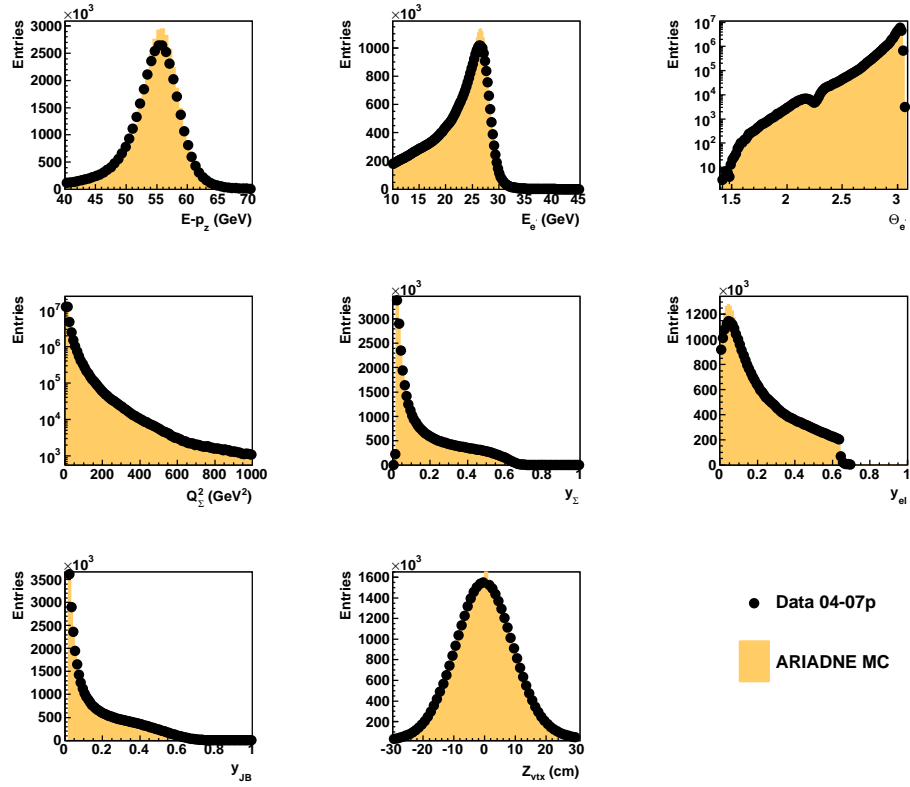 ×10³
Entries
3000
2500
2000
1500
1000
500
0
40 45 50 55 60 65 70
E-p_z (GeV)
×10³
Entries
1000
800
600
400
200
0
10 15 20 25 30 35 40 45
E_e' (GeV)
Entries
10⁷
10⁶
10⁵
10⁴
10³
10²
10
1.5 2 2.5 3
Θ_e'
Entries
10⁷
10⁶
10⁵
10⁴
10³
0 200 400 600 800 1000
Q²_Σ (GeV²)
×10³
Entries
3000
2500
2000
1500
1000
500
0
0 0.2 0.4 0.6 0.8 1
y_Σ
×10³
Entries
1200
1000
800
600
400
200
0
0 0.2 0.4 0.6 0.8 1
y_el
×10³
Entries
3500
3000
2500
2000
1500
1000
500
0
0 0.2 0.4 0.6 0.8 1
y_JB
×10³
Entries
1600
1400
1200
1000
800
600
400
200
-30 -20 -10 0 10 20 30
Z_vtx (cm)
Data 04-07p
ARIADNE MC